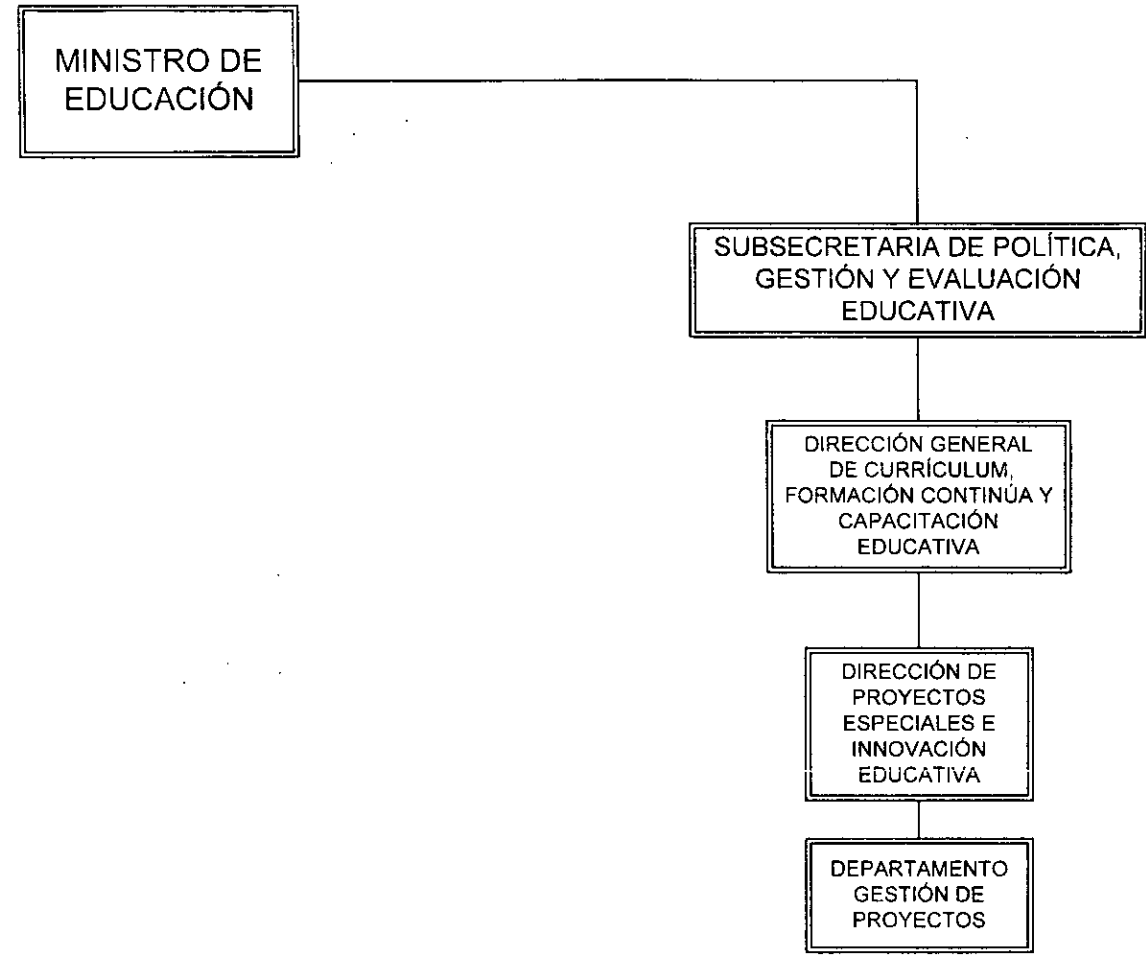 MINISTRO DE
EDUCACIÓN
SUBSECRETARIA DE POLÍTICA,
GESTIÓN Y EVALUACIÓN
EDUCATIVA
DIRECCIÓN GENERAL
DE CURRÍCULUM,
FORMACIÓN CONTINÚA Y
CAPACITACIÓN
EDUCATIVA
DIRECCIÓN DE
PROYECTOS
ESPECIALES E
INNOVACIÓN
EDUCATIVA
DEPARTAMENTO
GESTIÓN DE
PROYECTOS